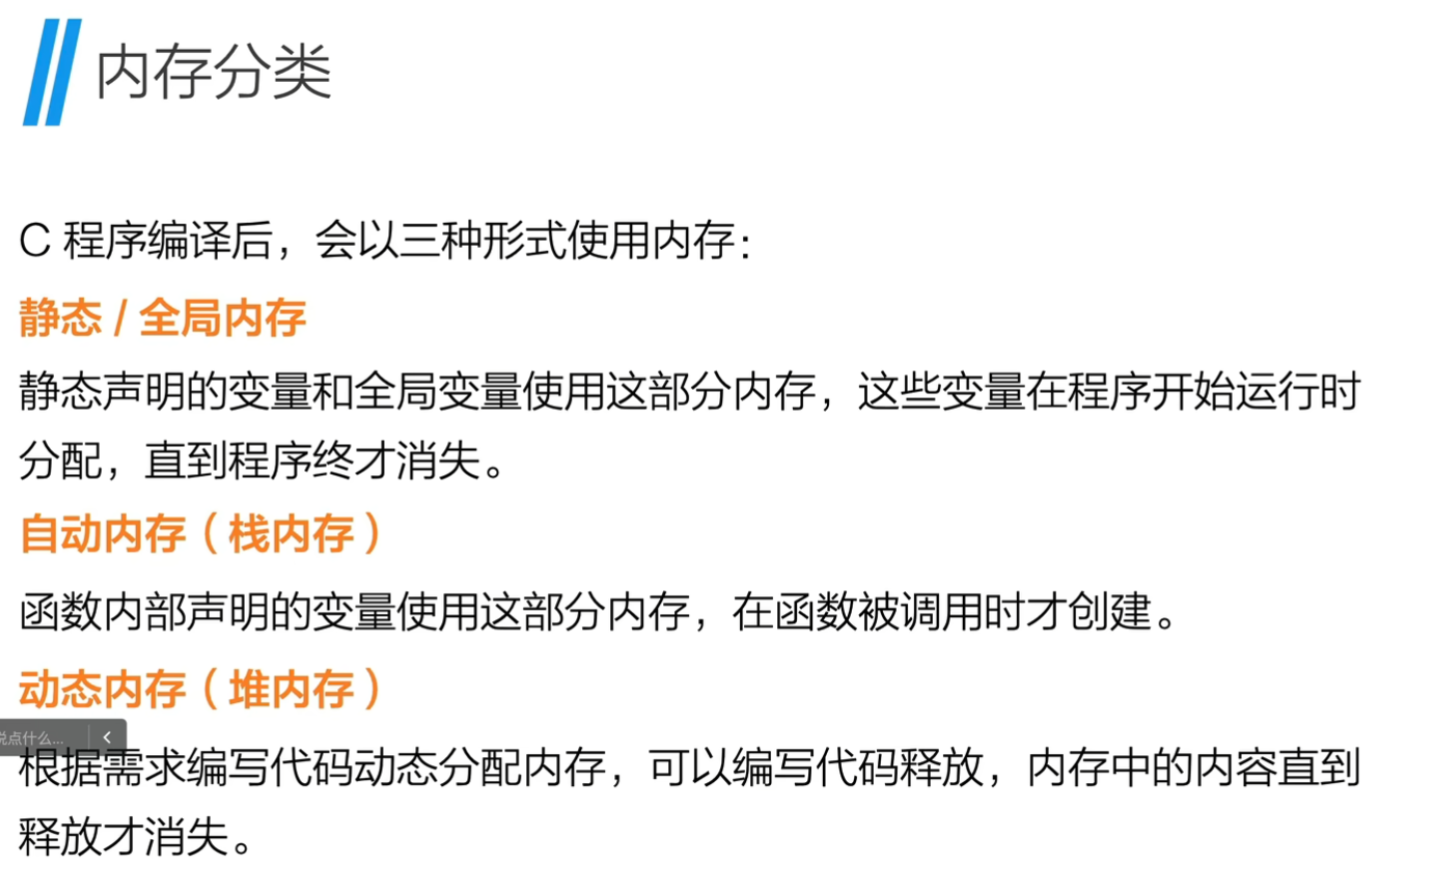 内存分类
C 程序编译后，会以三种形式使用内存：
静态 / 全局内存
静态声明的变量和全局变量使用这部分内存，这些变量在程序开始运行时
分配，直到程序终才消失。
自动内存（栈内存）
函数内部声明的变量使用这部分内存，在函数被调用时才创建。
动态内存（堆内存）
说点什么...
根据需求编写代码动态分配内存，可以编写代码释放，内存中的内容直到
释放才消失。